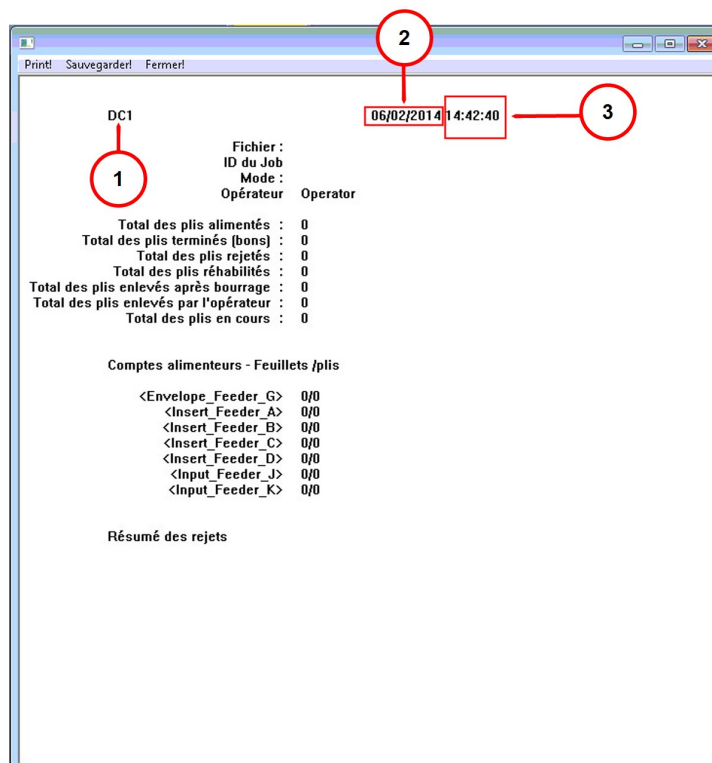 2
Print! Sauvegarder! Fermer!
DC1 06/02/2014 14:42:40 3
1
Fichier :
ID du Job
Mode :
Opérateur Operator
Total des plis alimentés : 0
Total des plis terminés (bons) : 0
Total des plis rejetés : 0
Total des plis réhabilités : 0
Total des plis enlevés après bourrage : 0
Total des plis enlevés par l'opérateur : 0
Total des plis en cours : 0
Comptes alimenteurs - Feuillets /plis
<Envelope_Feeder_G> 0/0
<Insert_Feeder_A> 0/0
<Insert_Feeder_B> 0/0
<Insert_Feeder_C> 0/0
<Insert_Feeder_D> 0/0
<Input_Feeder_J> 0/0
<Input_Feeder_K> 0/0
Résumé des rejets